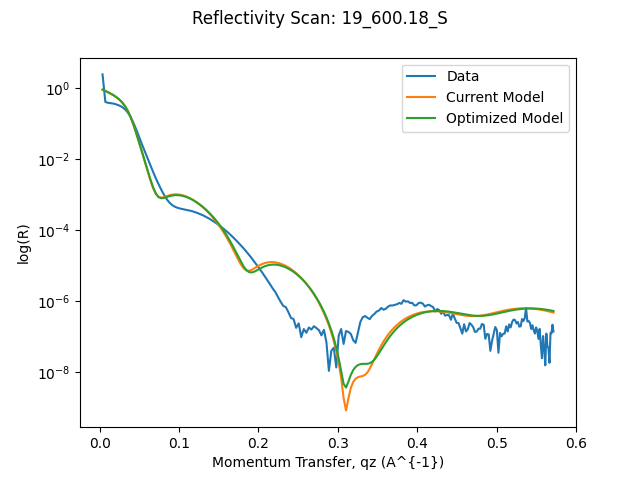 Reflectivity Scan: 19_600.18_S
Data
Current Model
Optimized Model
10^0
10^−2
10^−4
10^−6
10^−8
log(R)
0.0 0.1 0.2 0.3 0.4 0.5 0.6
Momentum Transfer, qz (A^{-1})